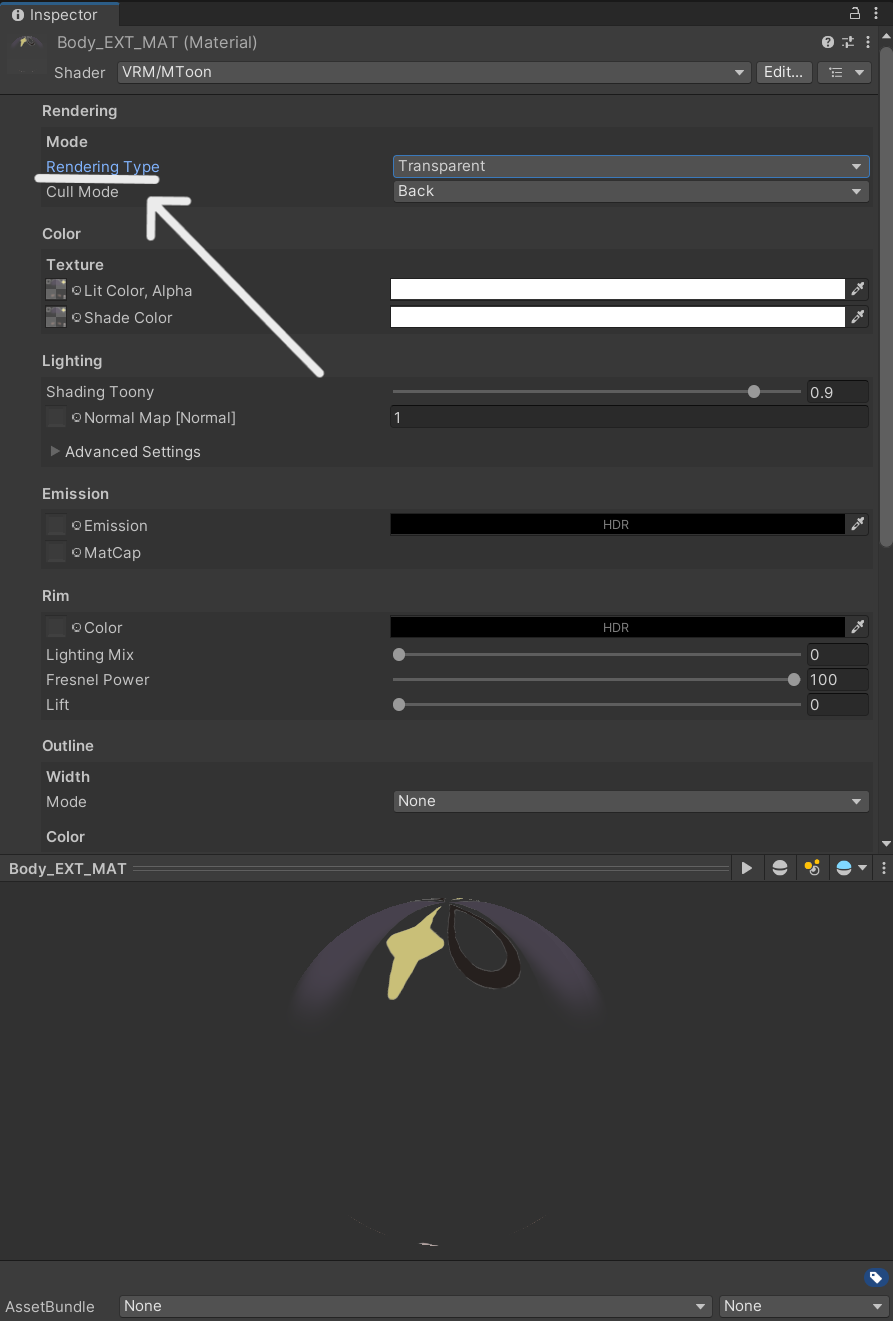 Inspector
Body_EXT_MAT (Material)
Shader VRM/MToon Edit...
Rendering
Mode
Rendering Type Transparent
Cull Mode Back
Color
Texture
Lit Color, Alpha
Shade Color
Lighting
Shading Toony 0.9
Normal Map [Normal] 1
Advanced Settings
Emission
Emission HDR
MatCap
Rim
Color HDR
Lighting Mix 0
Fresnel Power 100
Lift 0
Outline
Width
Mode None
Color
Body_EXT_MAT
AssetBundle None None